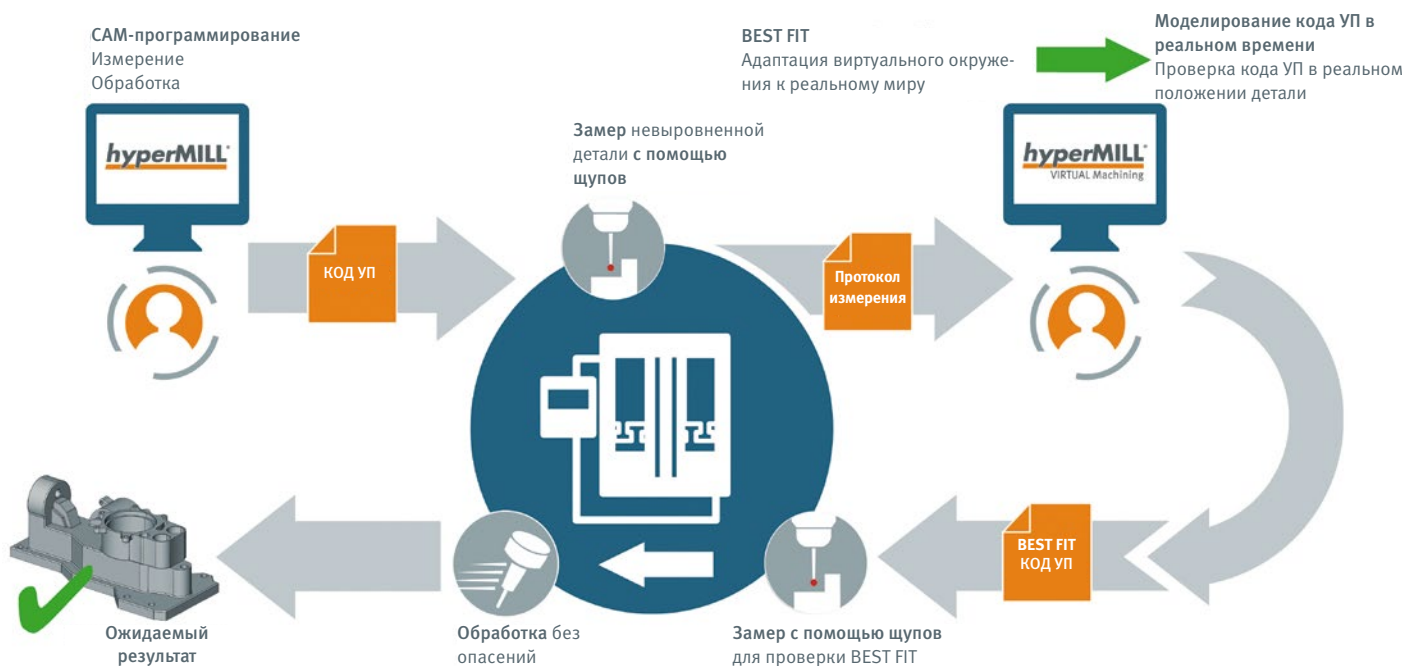 CAM-программирование
Измерение
Обработка
hyperMILL®
КОД УП
Замер невыровненной
детали с помощью
щупов
Протокол
измерения
BEST FIT
Адаптация виртуального окруже-
ния к реальному миру
Моделирование кода УП в
реальном времени
Проверка кода УП в реальном
положении детали
hyperMILL®
VIRTUAL Machining
BEST FIT
КОД УП
Замер с помощью щупов
для проверки BEST FIT
Обработка без
опасений
Ожидаемый
результат